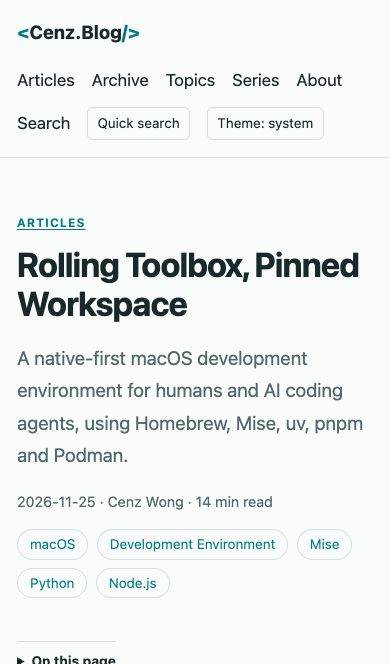 <Cenz.Blog/>
Articles Archive Topics Series About
Search Quick search Theme: system
ARTICLES
Rolling Toolbox, Pinned
Workspace
A native-first macOS development
environment for humans and AI coding
agents, using Homebrew, Mise, uv, pnpm
and Podman.
2026-11-25 · Cenz Wong · 14 min read
macOS Development Environment Mise
Python Node.js
On this page